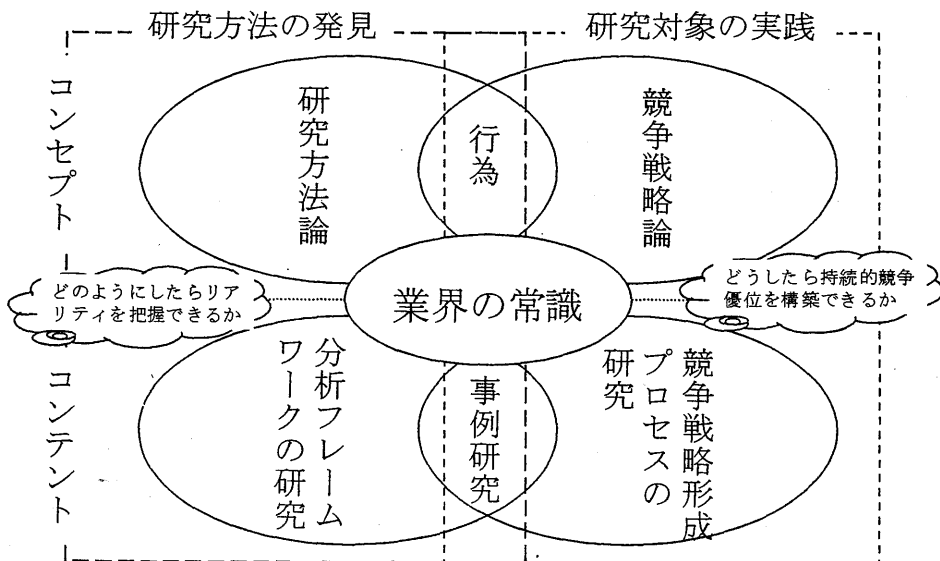 研究方法の発見
研究対象の実践
コンセプト
研究方法論
行為
競争戦略論
どのようにしたらリア
リティを把握できるか
業界の常識
どうしたら持続的競争
優位を構築できるか
コンテント
分析フレーム
ワークの研究
事例研究
競争戦略形成
プロセスの
研究